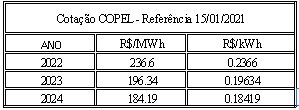 Cotação COPEL - Referência 15/01/2021
ANO R$/MWh R$/kWh
2022 236.6 0.2366
2023 196.34 0.19634
2024 184.19 0.18419